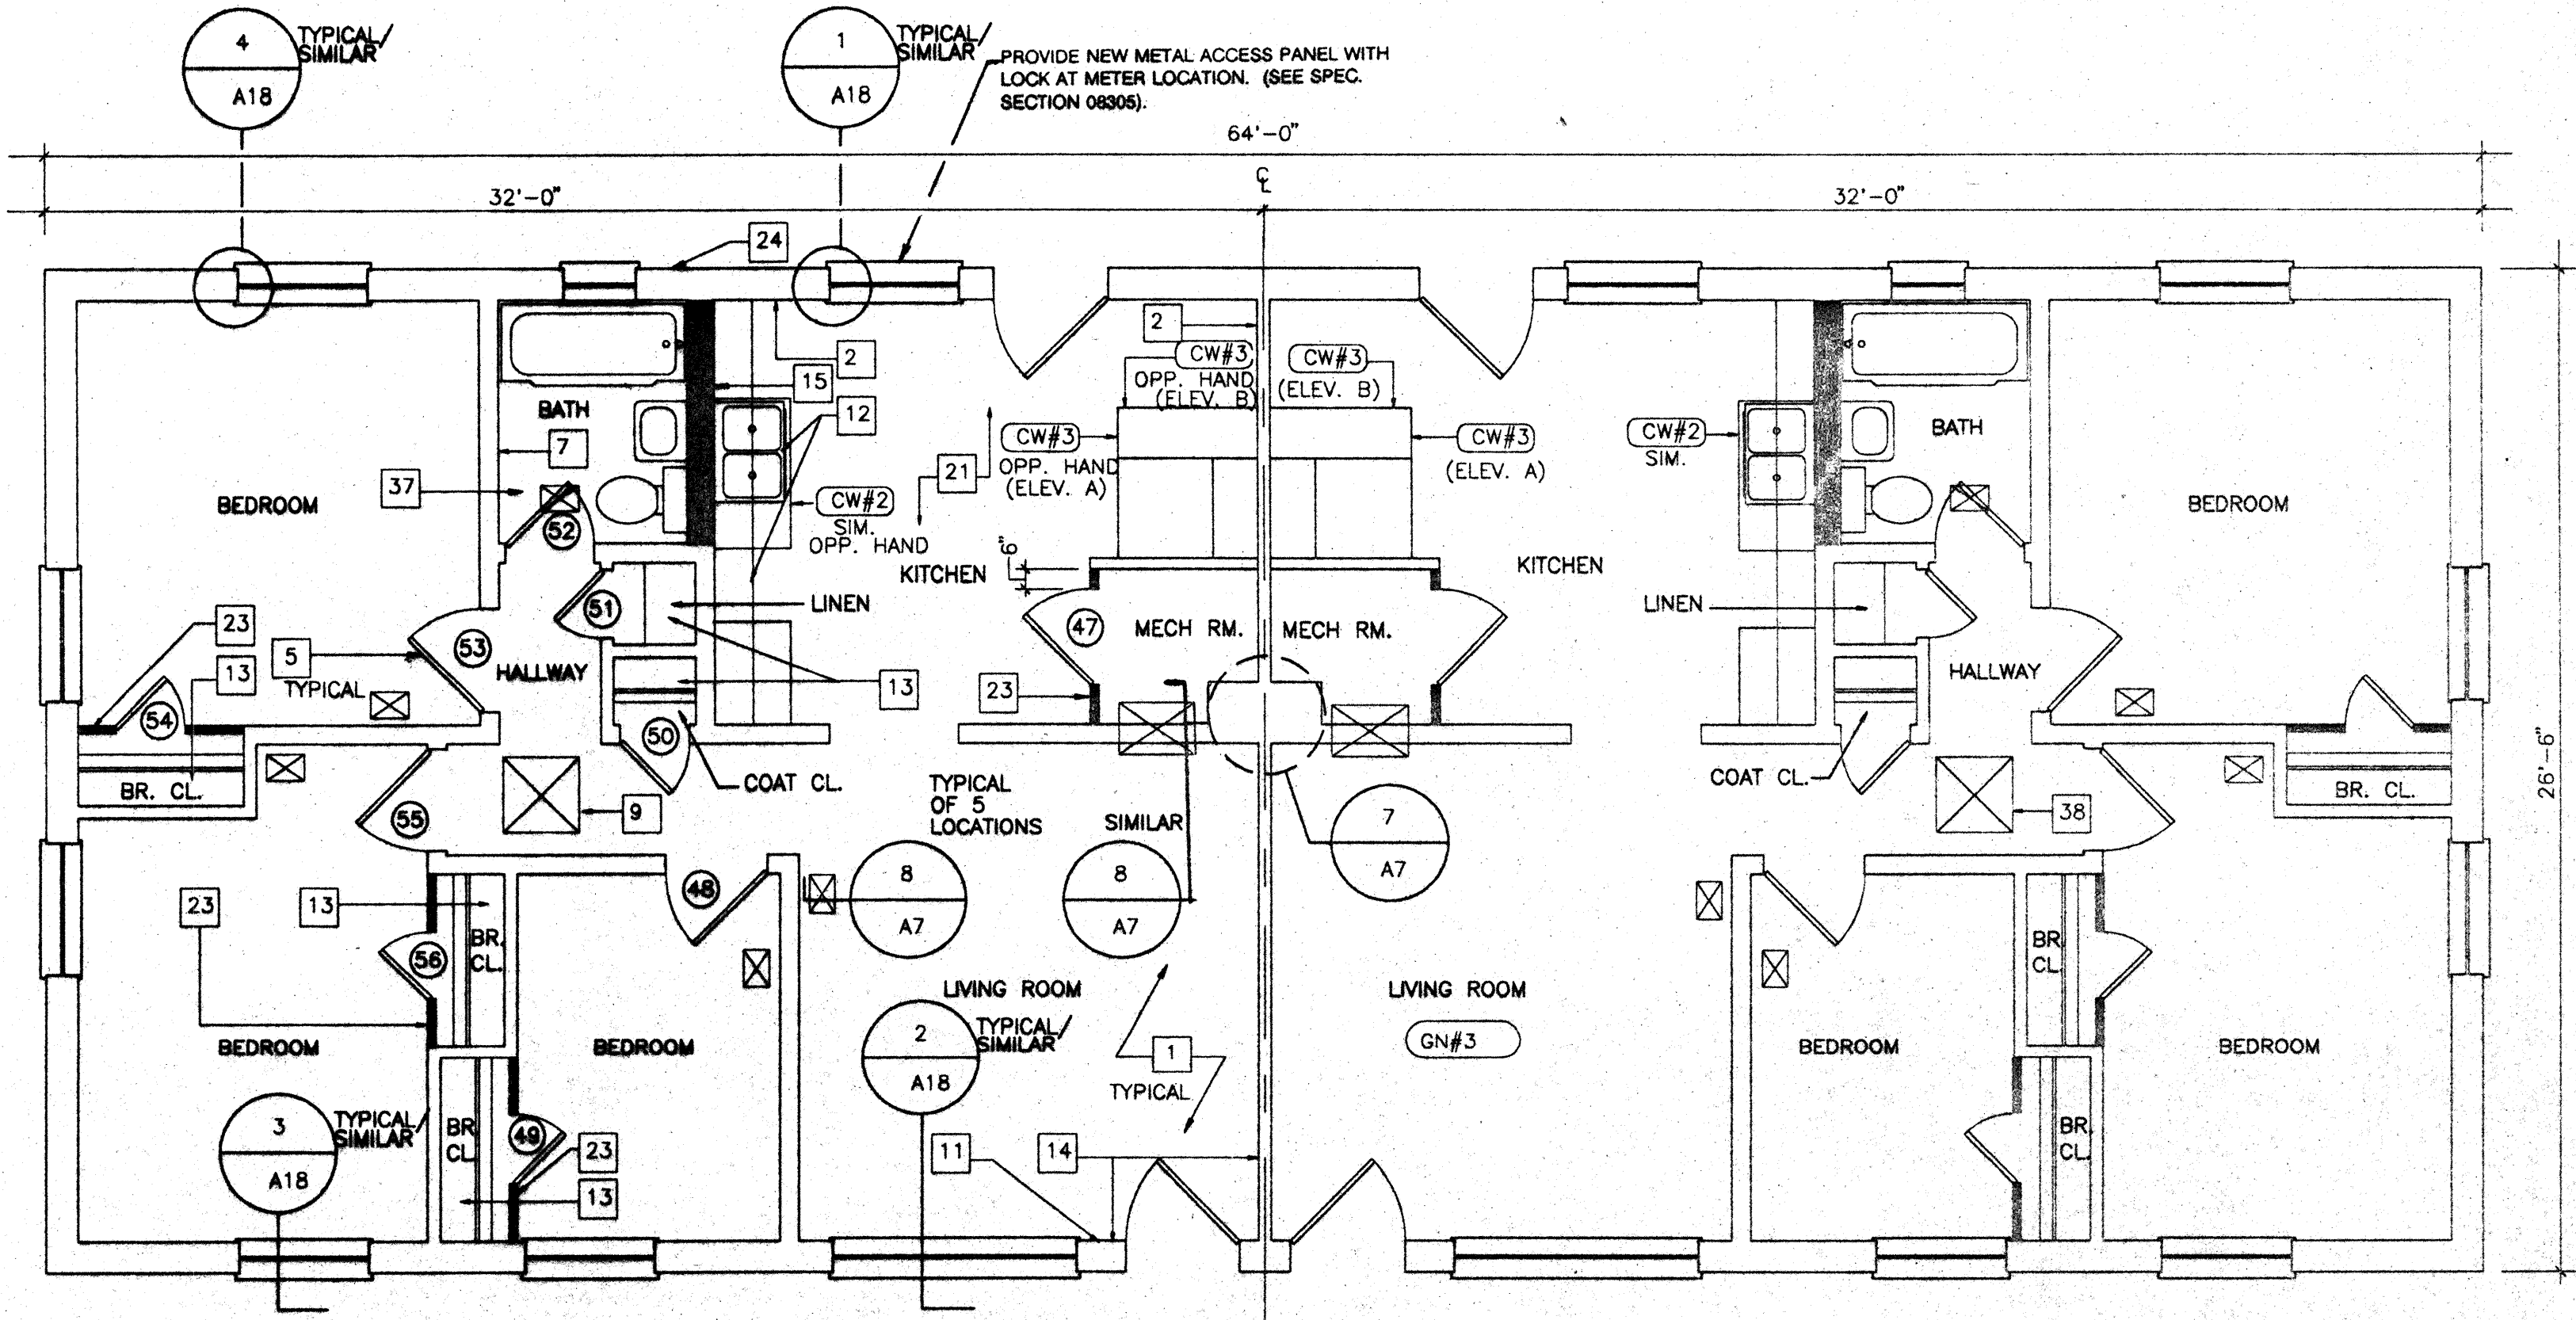 4
A18
TYPICAL/
SIMILAR
1
A18
TYPICAL/
SIMILAR
PROVIDE NEW METAL ACCESS PANEL WITH
LOCK AT METER LOCATION. (SEE SPEC.
SECTION 08305).
64'-0"
32'-0"
℄
32'-0"
24
2
2
CW#3
OPP. HAND
(ELEV. B)
CW#3
(ELEV. B)
15
12
BATH
7
37
BEDROOM
52
CW#3
OPP. HAND
(ELEV. A)
21
CW#3
(ELEV. A)
CW#2
SIM.
BATH
BEDROOM
CW#2
SIM.
OPP. HAND
KITCHEN
6"
KITCHEN
51
LINEN
LINEN
47
MECH RM.
MECH RM.
23
5
TYPICAL
13
53
HALLWAY
13
23
HALLWAY
54
50
BR. CL.
COAT CL.
COAT CL.
BR. CL.
26'-6"
9
38
55
TYPICAL
OF 5
LOCATIONS
SIMILAR
7
A7
8
A7
8
A7
48
23
13
BR.
CL.
56
BR.
CL.
LIVING ROOM
LIVING ROOM
GN#3
BEDROOM
BEDROOM
2
A18
TYPICAL/
SIMILAR
1
TYPICAL
BEDROOM
BEDROOM
3
A18
TYPICAL/
SIMILAR
BR.
CL.
49
23
13
11
14
BR.
CL.